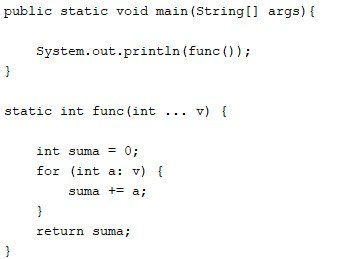 public static void main(String[] args){
System.out.println(func());
}
static int func(int ... v) {
int suma = 0;
for (int a: v) {
suma += a;
}
return suma;
}